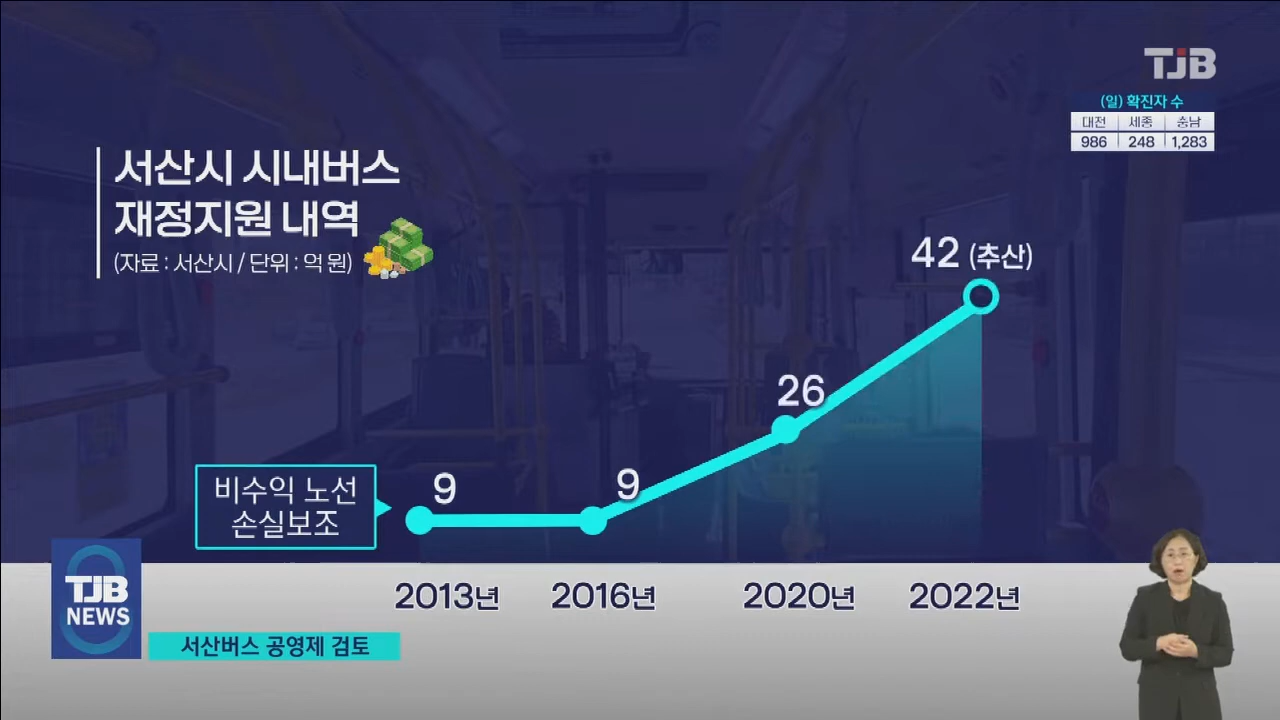 TJB
(일) 확진자 수
대전 세종 충남
986 248 1,283
서산시 시내버스
재정지원 내역
(자료 : 서산시 / 단위 : 억 원)
42 (추산)
26
9
9
비수익 노선
손실보조
2013년 2016년 2020년 2022년
TJB
NEWS
서산버스 공영제 검토